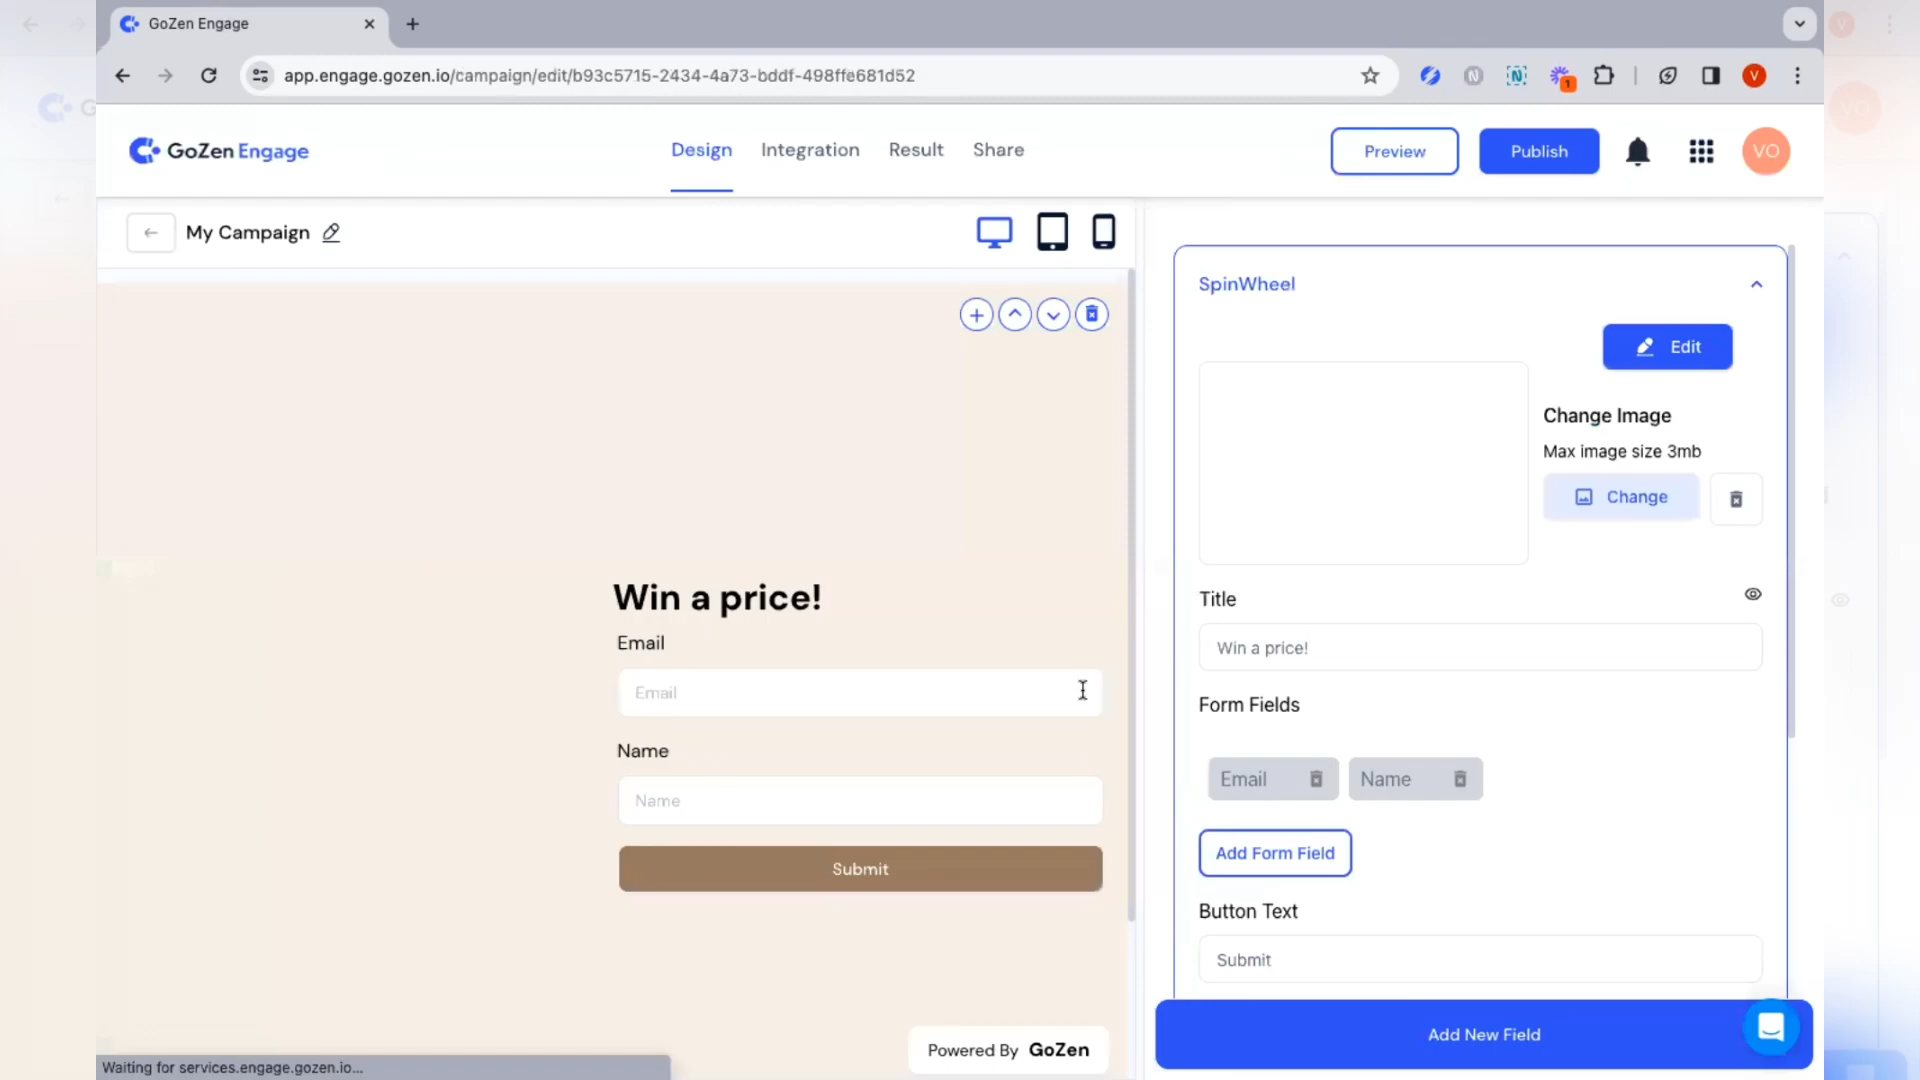 GoZen Engage
app.engage.gozen.io/campaign/edit/b93c5715-2434-4a73-bddf-498ffe681d52
1
V
GoZen Engage
Design
Integration
Result
Share
Preview
Publish
VO
My Campaign
SpinWheel
Edit
Change Image
Max image size 3mb
Change
Win a price!
Email
Email
Name
Name
Submit
Title
Win a price!
Form Fields
Email
Name
Add Form Field
Button Text
Submit
Powered By GoZen
Add New Field
Waiting for services.engage.gozen.io...